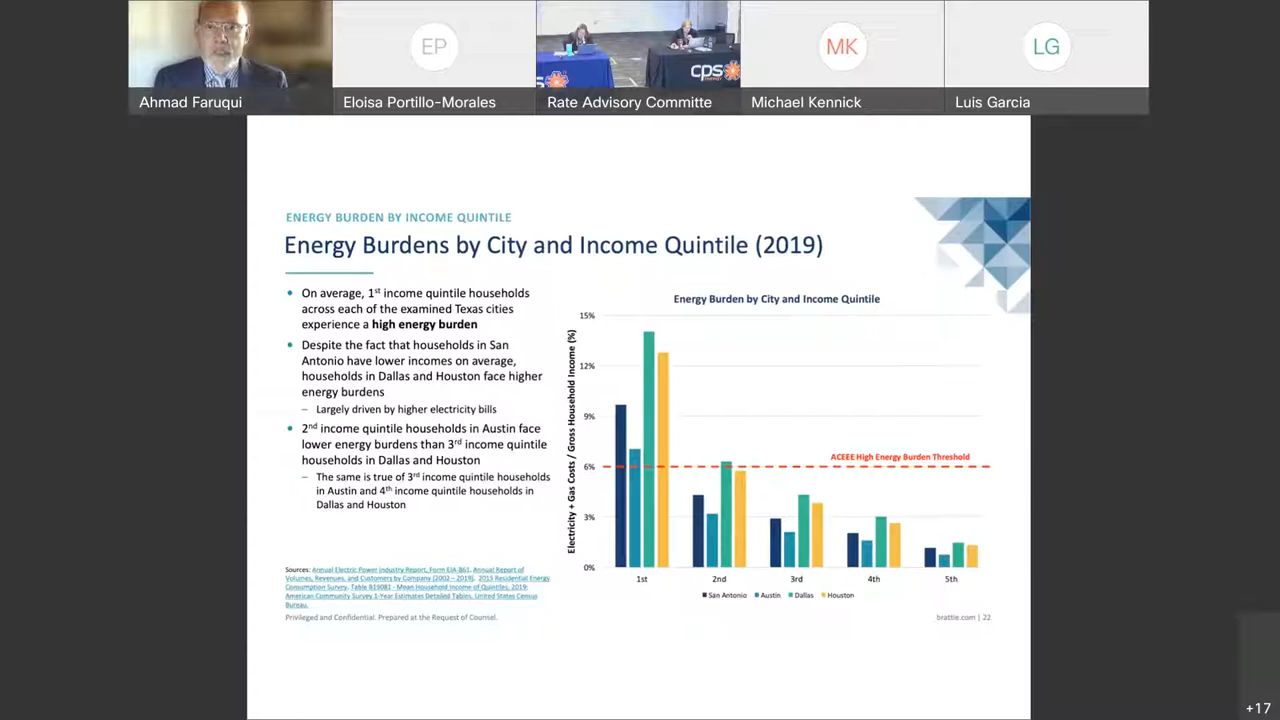 EP
cps
MK
LG
Ahmad Faruqui
Eloisa Portillo-Morales
Rate Advisory Committe
Michael Kennick
Luis Garcia
ENERGY BURDEN BY INCOME QUINTILE
Energy Burdens by City and Income Quintile (2019)
• On average, 1st income quintile households
across each of the examined Texas cities
experience a high energy burden
• Despite the fact that households in San
Antonio have lower incomes on average,
households in Dallas and Houston face higher
energy burdens
– Largely driven by higher electricity bills
• 2nd income quintile households in Austin face
lower energy burdens than 3rd income quintile
households in Dallas and Houston
– The same is true of 3rd income quintile households
in Austin and 4th income quintile households in
Dallas and Houston
Sources: Annual Electric Power Industry Report, Form EIA-861, Annual Report of
Volumes, Revenues, and Customers by Company (2002 – 2019), 2015 Residential Energy
Consumption Survey, Table B19081 - Mean Household Income of Quintiles, 2019:
American Community Survey 1-Year Estimates Detailed Tables, United States Census
Bureau.
Privileged and Confidential. Prepared at the Request of Counsel.
Energy Burden by City and Income Quintile
Electricity + Gas Costs / Gross Household Income (%)
15%
12%
9%
6%
3%
0%
ACEEE High Energy Burden Threshold
1st
2nd
3rd
4th
5th
San Antonio
Austin
Dallas
Houston
brattle.com | 22
+17